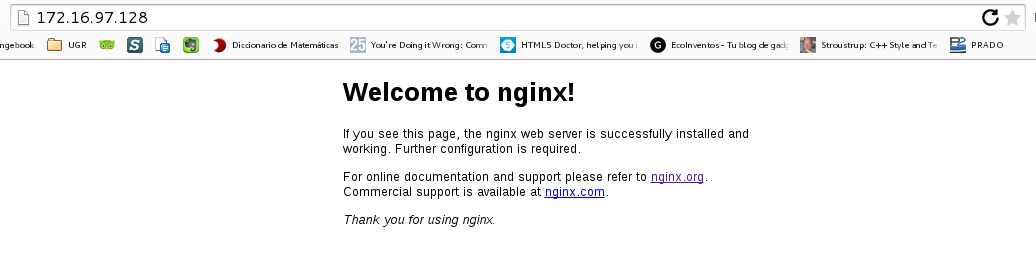 172.16.97.128
ngebook UGR Diccionario de Matemáticas 25 You're Doing it Wrong: Comm HTML5 Doctor, helping you i EcoInventos - Tu blog de gadg Stroustrup: C++ Style and Te PRADO
Welcome to nginx!
If you see this page, the nginx web server is successfully installed and
working. Further configuration is required.
For online documentation and support please refer to nginx.org.
Commercial support is available at nginx.com.
Thank you for using nginx.